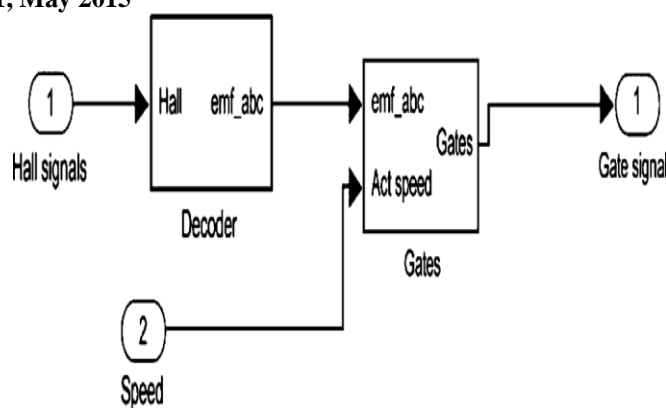 May 2015
1
Hall emf_abc
Hall signals
Decoder
emf_abc
Gates
Act speed
Gates
1
Gate signal
2
Speed